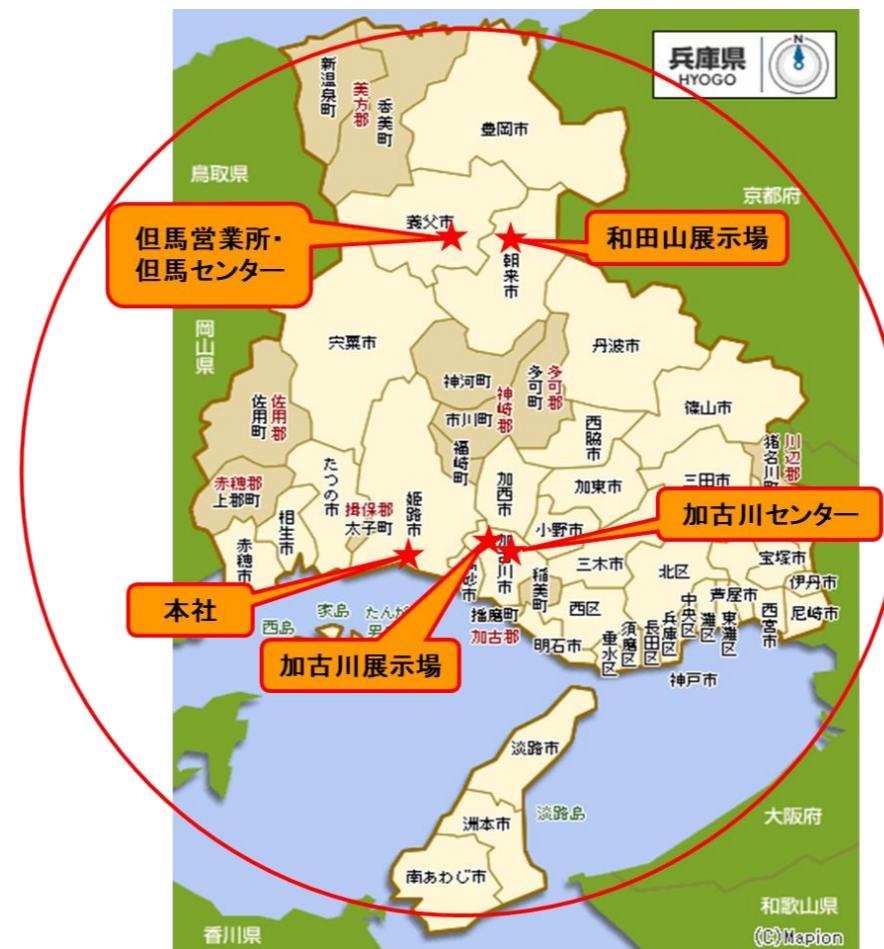 兵庫県
HYOGO
N
新温泉町
美方郡
香美町
豊岡市
鳥取県
京都府
養父市
但馬営業所・
但馬センター
和田山展示場
朝来市
岡山県
宍粟市
丹波市
神河町
多可町
多可郡
佐用町
佐用郡
市川町
神崎郡
篠山市
西脇市
福崎町
猪名川町
川辺郡
たつの市
加西市
加東市
三田市
赤穂郡
上郡町
姫路市
揖保郡
太子町
相生市
小野市
加古川市
加古川センター
赤穂市
三木市
北区
宝塚市
稲美町
伊丹市
本社
家島
西島
播磨町
加古郡
西区
中央区
芦屋市
尼崎市
明石市
垂水区
須磨区
長田区
兵庫区
灘区
東灘区
西宮市
加古川展示場
神戸市
淡路市
淡路島
洲本市
大阪府
南あわじ市
和歌山県
香川県
(C)Mapion